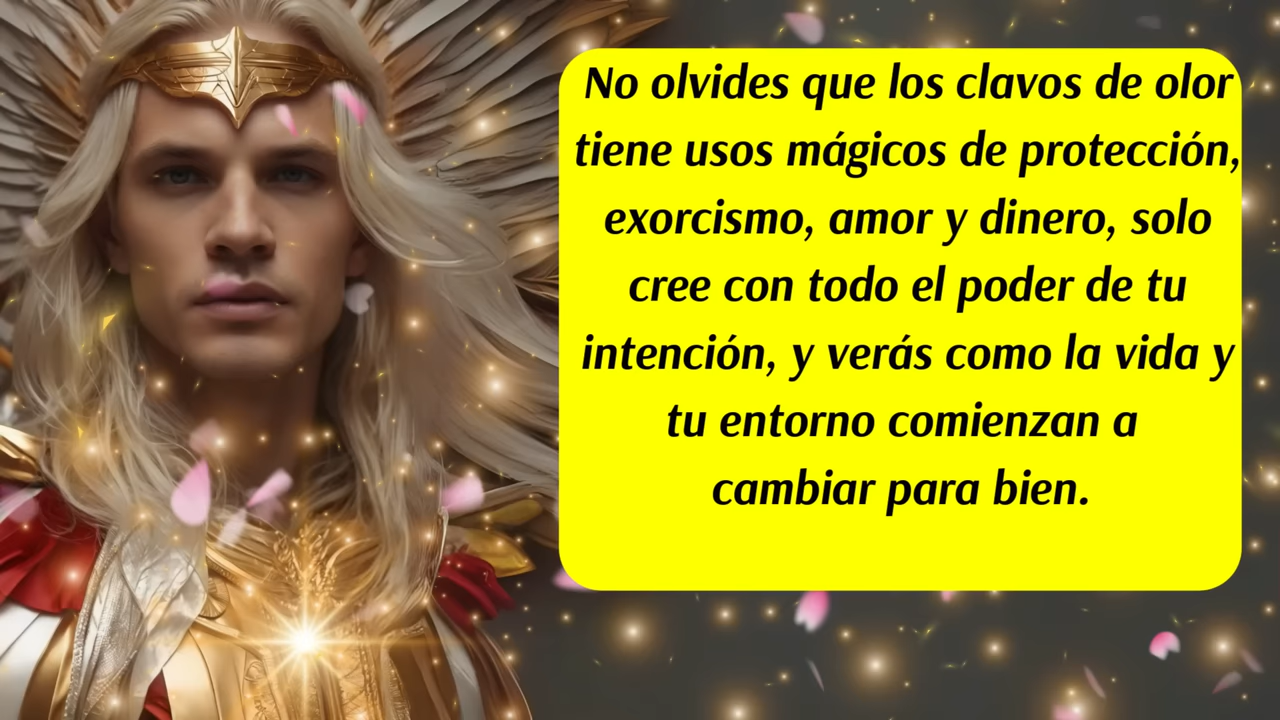 No olvides que los clavos de olor
tiene usos mágicos de protección,
exorcismo, amor y dinero, solo
cree con todo el poder de tu
intención, y verás como la vida y
tu entorno comienzan a
cambiar para bien.